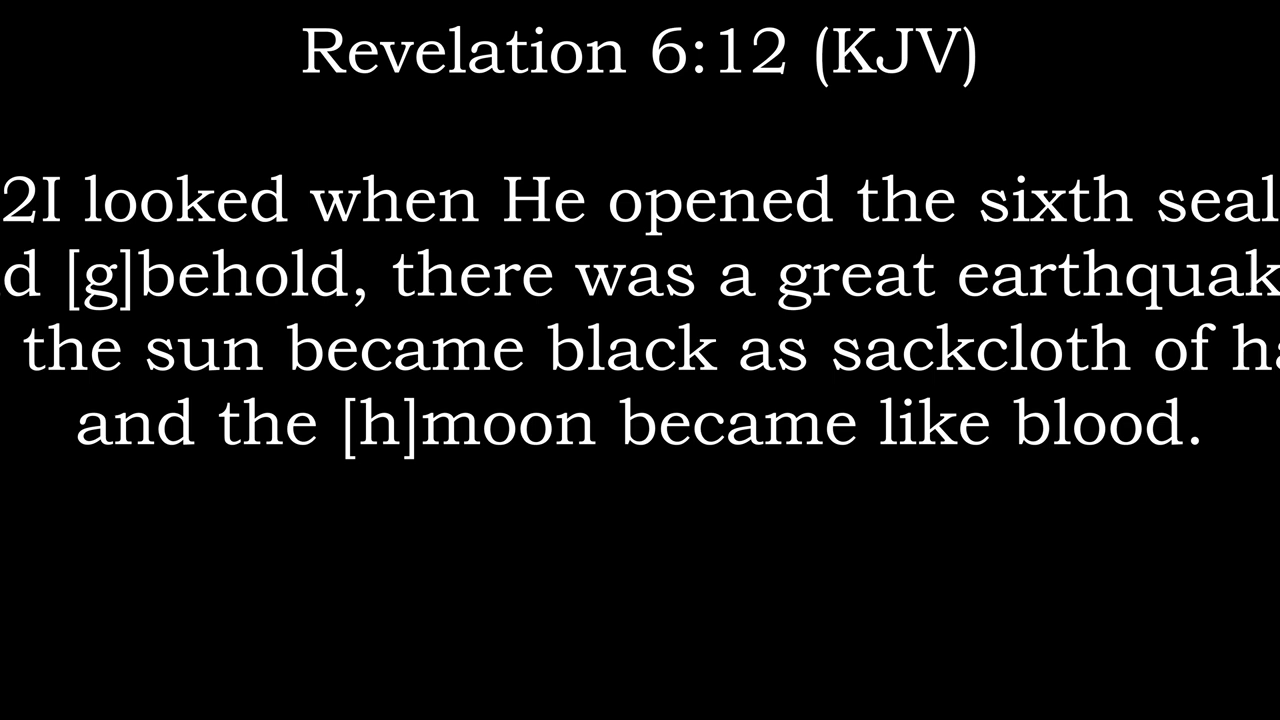 Revelation 6:12 (KJV)
2I looked when He opened the sixth seal
d [g]behold, there was a great earthquak
the sun became black as sackcloth of ha
and the [h]moon became like blood.